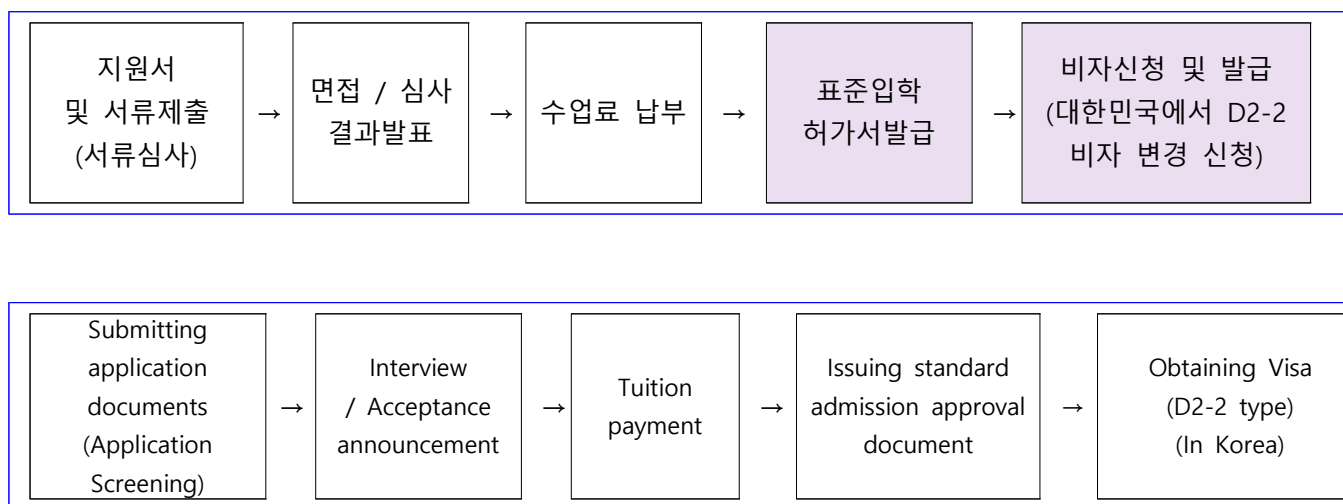 지원서
및 서류제출
(서류심사)
→
면접 / 심사
결과발표
→
수업료 납부
→
표준입학
허가서발급
→
비자신청 및 발급
(대한민국에서 D2-2
비자 변경 신청)
Submitting
application
documents
(Application
Screening)
→
Interview
/ Acceptance
announcement
→
Tuition
payment
→
Issuing standard
admission approval
document
→
Obtaining Visa
(D2-2 type)
(In Korea)